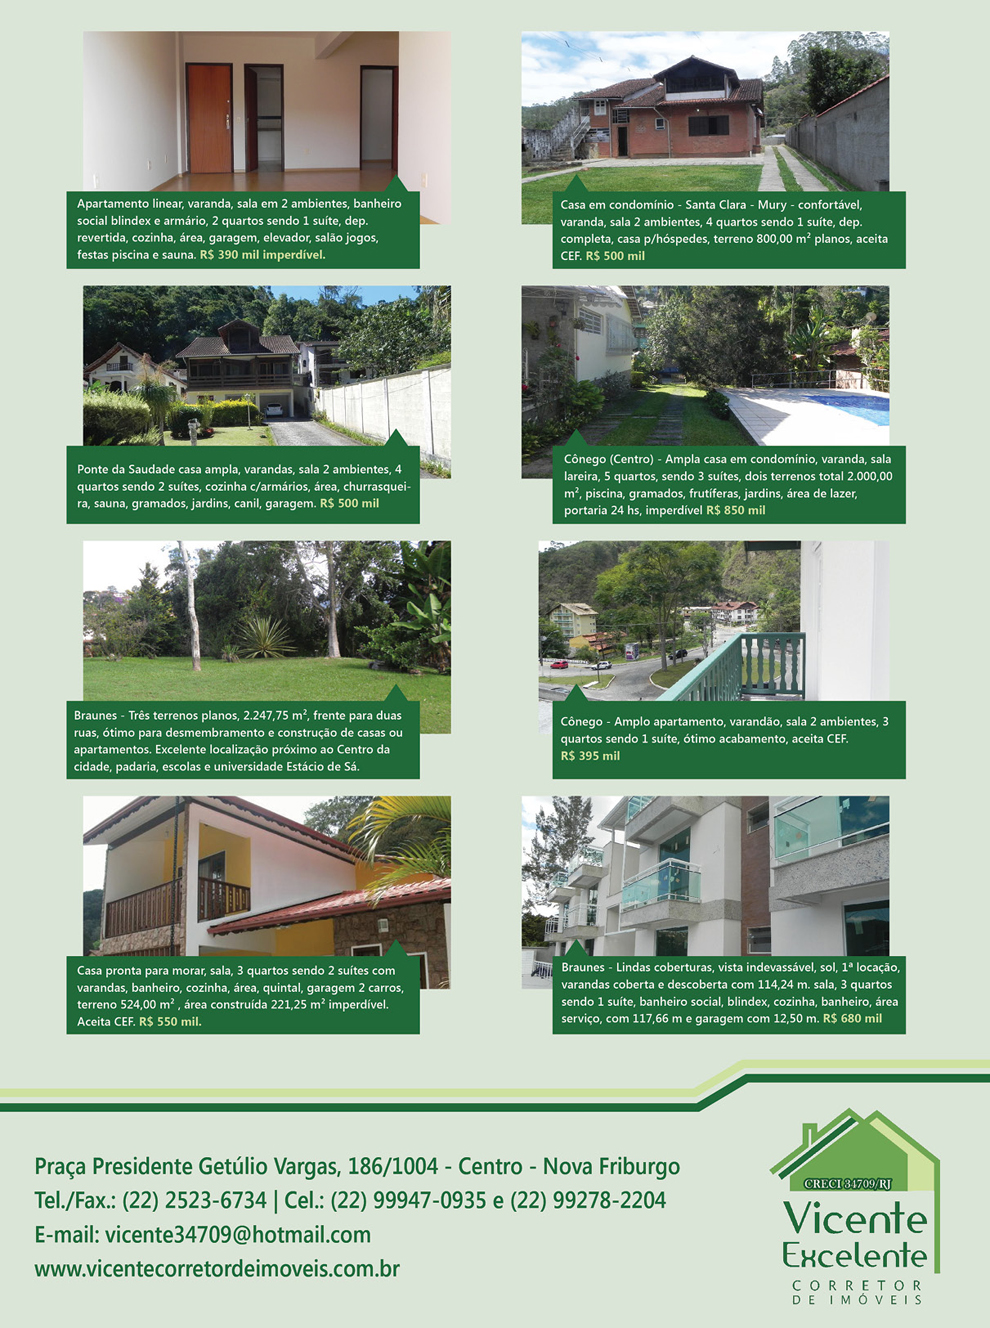 Apartamento linear, varanda, sala em 2 ambientes, banheiro
social blindex e armário, 2 quartos sendo 1 suíte, dep.
revertida, cozinha, área, garagem, elevador, salão jogos,
festas piscina e sauna. R$ 390 mil imperdível.
Casa em condomínio - Santa Clara - Mury - confortável,
varanda, sala 2 ambientes, 4 quartos sendo 1 suíte, dep.
completa, casa p/hóspedes, terreno 800,00 m² planos, aceita
CEF. R$ 500 mil
Ponte da Saudade casa ampla, varandas, sala 2 ambientes, 4
quartos sendo 2 suítes, cozinha c/armários, área, churrasquei-
ra, sauna, gramados, jardins, canil, garagem. R$ 500 mil
Cônego (Centro) - Ampla casa em condomínio, varanda, sala
lareira, 5 quartos, sendo 3 suítes, dois terrenos total 2.000,00
m², piscina, gramados, frutíferas, jardins, área de lazer,
portaria 24 hs, imperdível R$ 850 mil
Braunes - Três terrenos planos, 2.247,75 m², frente para duas
ruas, ótimo para desmembramento e construção de casas ou
apartamentos. Excelente localização próximo ao Centro da
cidade, padaria, escolas e universidade Estácio de Sá.
Cônego - Amplo apartamento, varandão, sala 2 ambientes, 3
quartos sendo 1 suíte, ótimo acabamento, aceita CEF.
R$ 395 mil
Casa pronta para morar, sala, 3 quartos sendo 2 suítes com
varandas, banheiro, cozinha, área, quintal, garagem 2 carros,
terreno 524,00 m² , área construída 221,25 m² imperdível.
Aceita CEF. R$ 550 mil.
Braunes - Lindas coberturas, vista indevassável, sol, 1ª locação,
varandas coberta e descoberta com 114,24 m. sala, 3 quartos
sendo 1 suíte, banheiro social, blindex, cozinha, banheiro, área
serviço, com 117,66 m e garagem com 12,50 m. R$ 680 mil
Praça Presidente Getúlio Vargas, 186/1004 - Centro - Nova Friburgo
Tel./Fax.: (22) 2523-6734 | Cel.: (22) 99947-0935 e (22) 99278-2204
E-mail: vicente34709@hotmail.com
www.vicentecorretordeimoveis.com.br
CRECI 34709/RJ
Vicente
Excelente
CORRETOR
DE IMÓVEIS